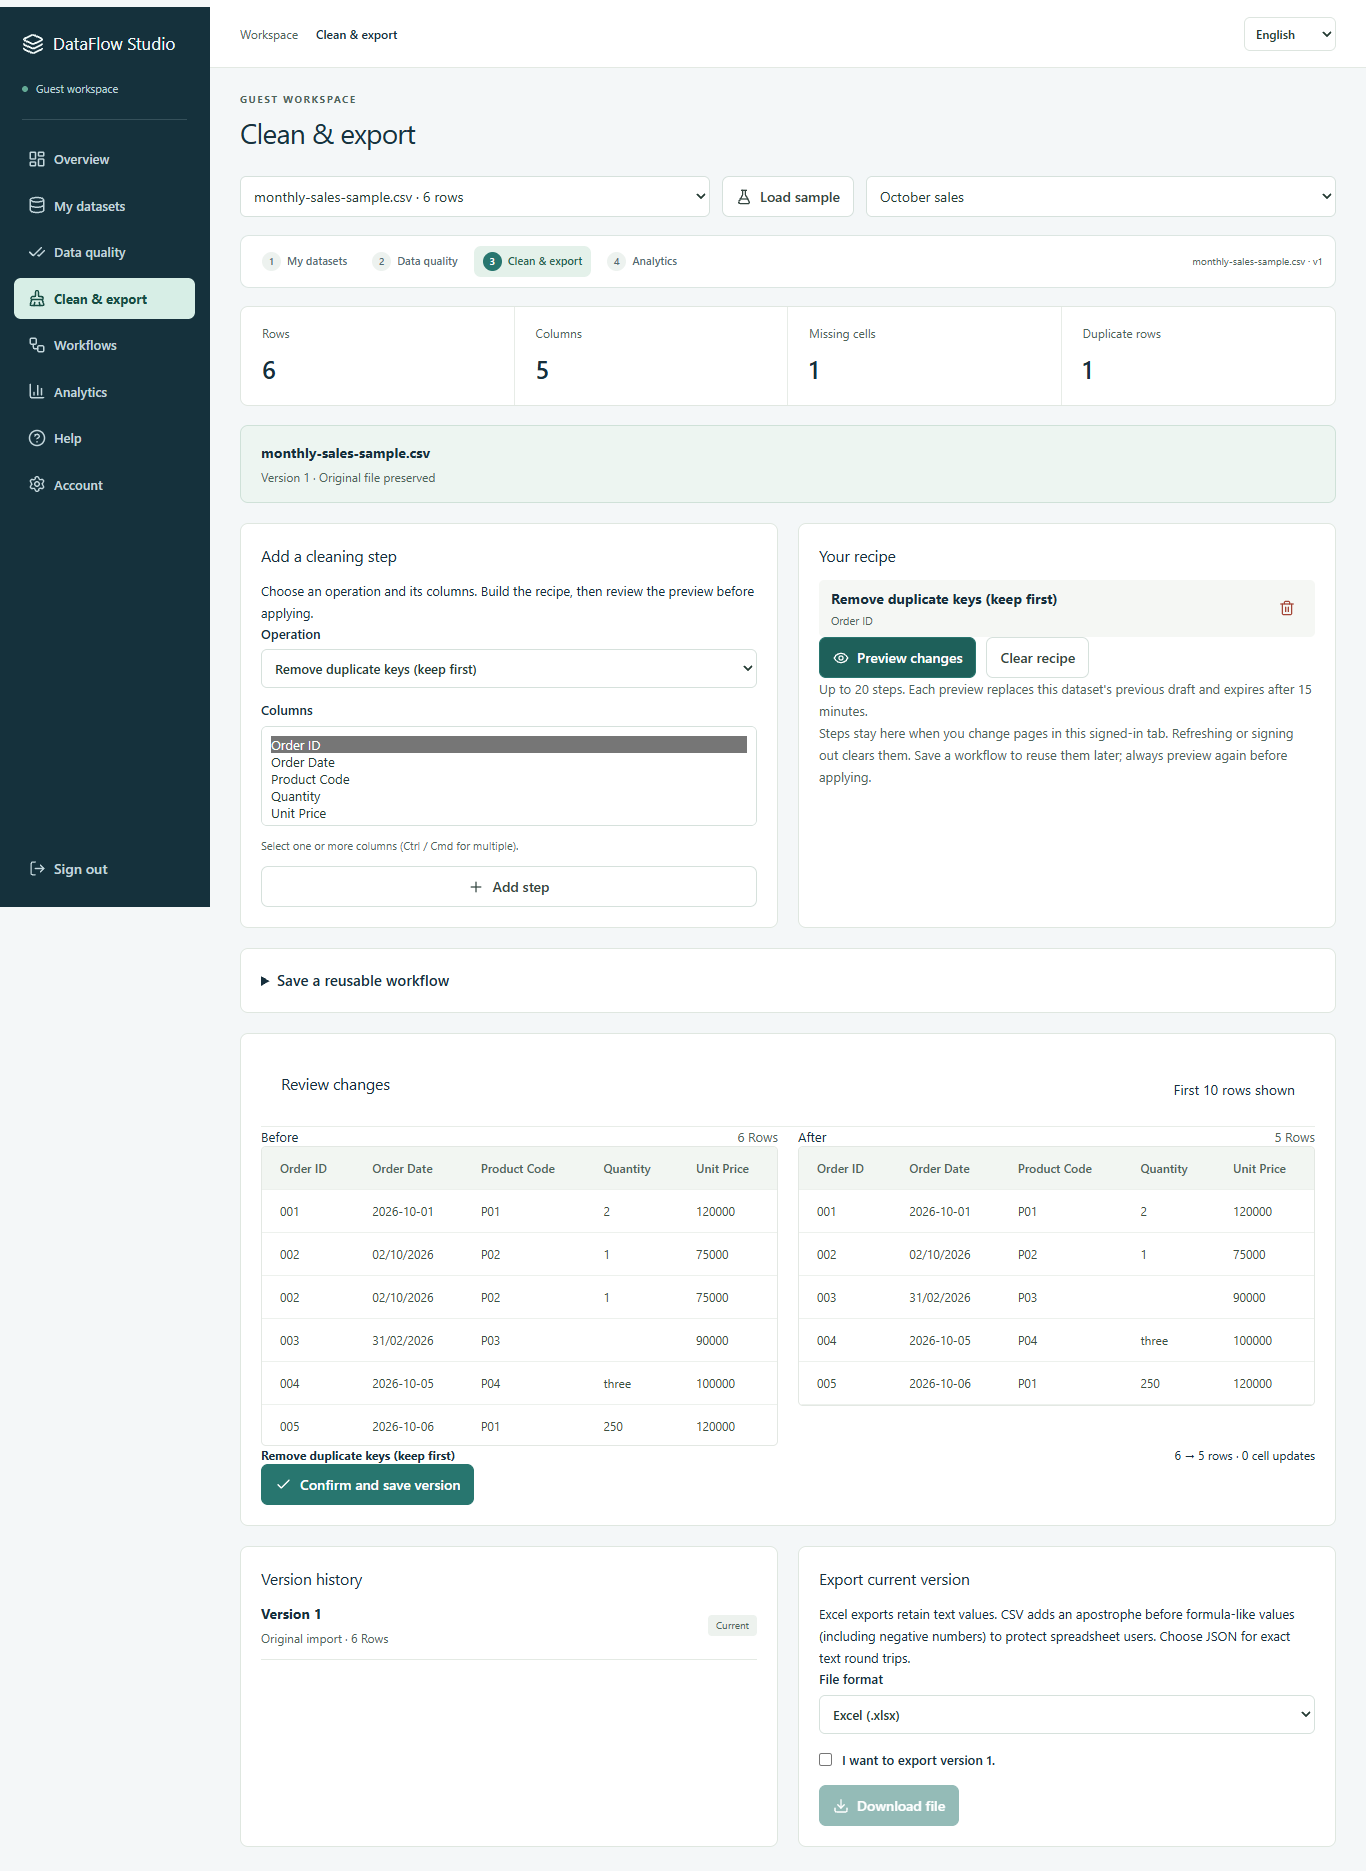 DataFlow Studio
Guest workspace
Overview
My datasets
Data quality
Clean & export
Workflows
Analytics
Help
Account
Sign out
Workspace Clean & export
English
GUEST WORKSPACE
Clean & export
monthly-sales-sample.csv · 6 rows
Load sample
October sales
1 My datasets 2 Data quality 3 Clean & export 4 Analytics
monthly-sales-sample.csv · v1
Rows
6
Columns
5
Missing cells
1
Duplicate rows
1
monthly-sales-sample.csv
Version 1 · Original file preserved
Add a cleaning step
Choose an operation and its columns. Build the recipe, then review the preview before
applying.
Operation
Remove duplicate keys (keep first)
Columns
Order ID
Order Date
Product Code
Quantity
Unit Price
Select one or more columns (Ctrl / Cmd for multiple).
Add step
Your recipe
Remove duplicate keys (keep first)
Order ID
Preview changes
Clear recipe
Up to 20 steps. Each preview replaces this dataset's previous draft and expires after 15
minutes.
Steps stay here when you change pages in this signed-in tab. Refreshing or signing
out clears them. Save a workflow to reuse them later; always preview again before
applying.
Save a reusable workflow
Review changes
First 10 rows shown
Before 6 Rows
Order ID Order Date Product Code Quantity Unit Price
001 2026-10-01 P01 2 120000
002 02/10/2026 P02 1 75000
002 02/10/2026 P02 1 75000
003 31/02/2026 P03 90000
004 2026-10-05 P04 three 100000
005 2026-10-06 P01 250 120000
After 5 Rows
Order ID Order Date Product Code Quantity Unit Price
001 2026-10-01 P01 2 120000
002 02/10/2026 P02 1 75000
003 31/02/2026 P03 90000
004 2026-10-05 P04 three 100000
005 2026-10-06 P01 250 120000
Remove duplicate keys (keep first)
6 → 5 rows · 0 cell updates
Confirm and save version
Version history
Version 1
Original import · 6 Rows
Current
Export current version
Excel exports retain text values. CSV adds an apostrophe before formula-like values
(including negative numbers) to protect spreadsheet users. Choose JSON for exact
text round trips.
File format
Excel (.xlsx)
I want to export version 1.
Download file